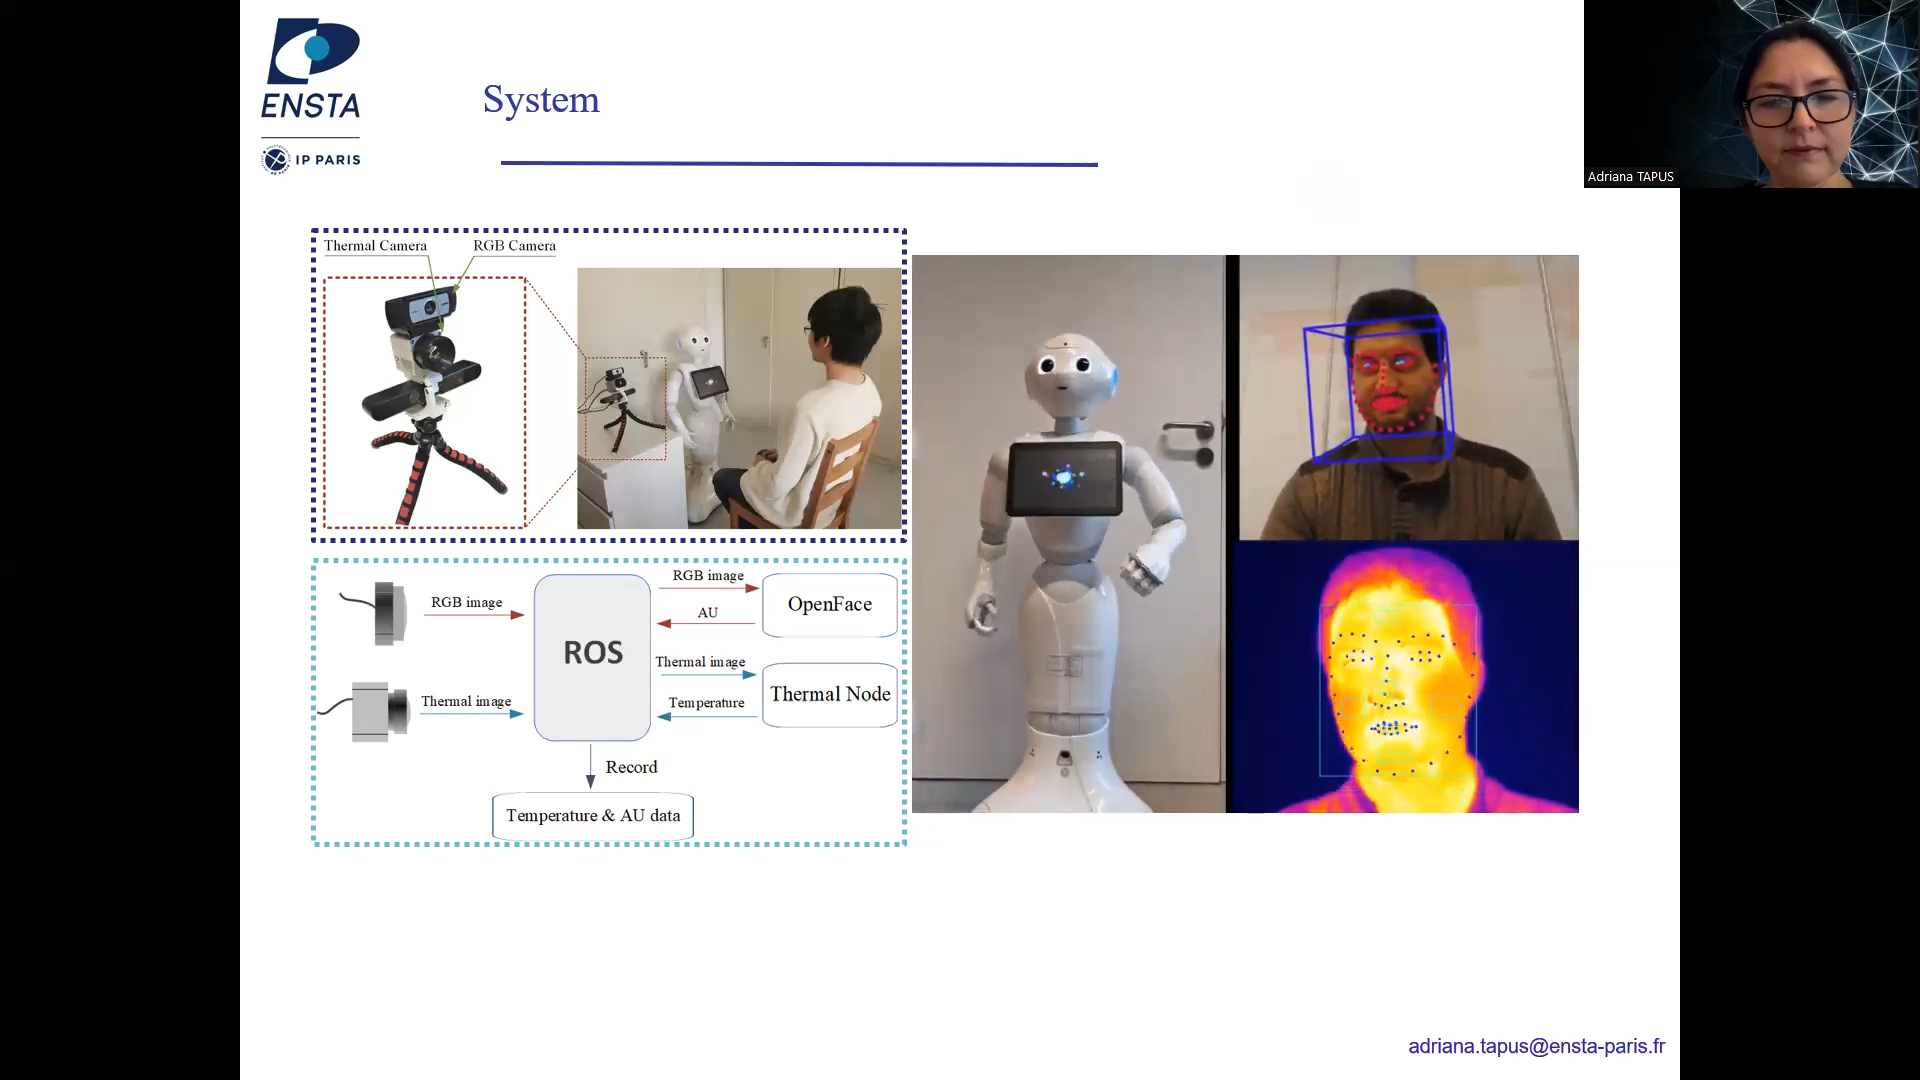 ENSTA
IP PARIS
System
Adriana TAPUS
Thermal Camera
RGB Camera
RGB image
Thermal image
ROS
RGB image
AU
Thermal image
Temperature
OpenFace
Thermal Node
Record
Temperature & AU data
adriana.tapus@ensta-paris.fr